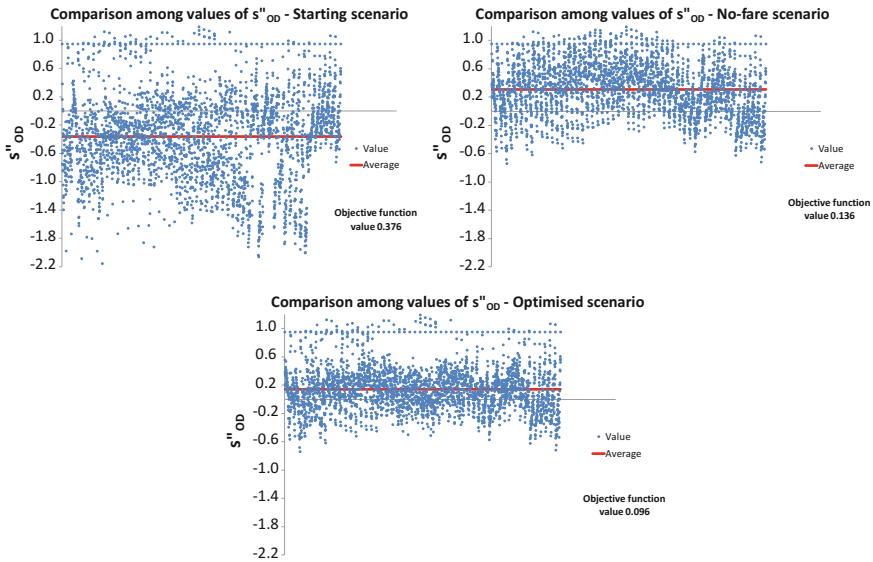 Comparison among values of s"OD - Starting scenario
1.0
0.6
0.2
-0.2
-0.6
-1.0
-1.4
-1.8
-2.2
s"OD
Value
Average
Objective function
value 0.376
Comparison among values of s"OD - No-fare scenario
1.0
0.6
0.2
-0.2
-0.6
-1.0
-1.4
-1.8
-2.2
s"OD
Value
Average
Objective function
value 0.136
Comparison among values of s"OD - Optimised scenario
1.0
0.6
0.2
-0.2
-0.6
-1.0
-1.4
-1.8
-2.2
s"OD
Value
Average
Objective function
value 0.096